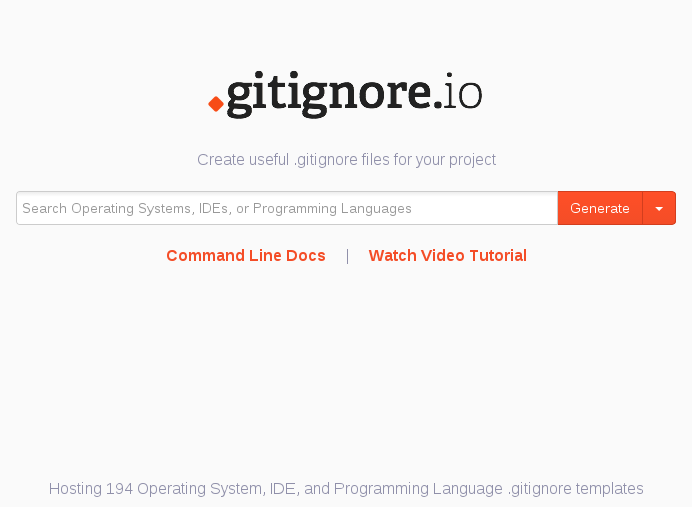 .gitignore.io
Create useful .gitignore files for your project
Search Operating Systems, IDEs, or Programming Languages
Generate
Command Line Docs | Watch Video Tutorial
Hosting 194 Operating System, IDE, and Programming Language .gitignore templates